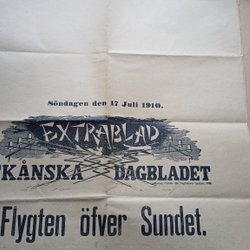 Söndagen den 17 Juli 1910.
EXTRABLAD
SKÅNSKA DAGBLADET
Flygten öfver Sundet.